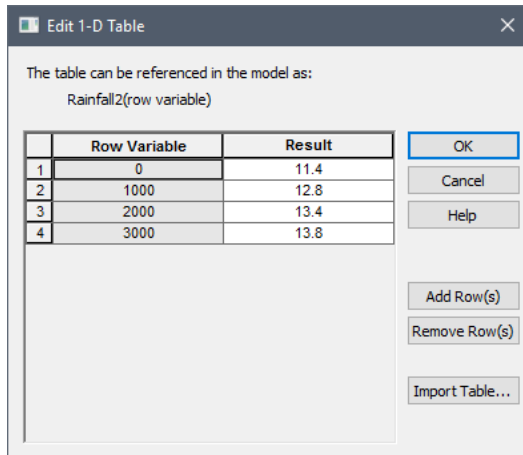 Edit 1-D Table
The table can be referenced in the model as:
Rainfall2(row variable)
Row Variable Result
1 0 11.4
2 1000 12.8
3 2000 13.4
4 3000 13.8
OK
Cancel
Help
Add Row(s)
Remove Row(s)
Import Table...